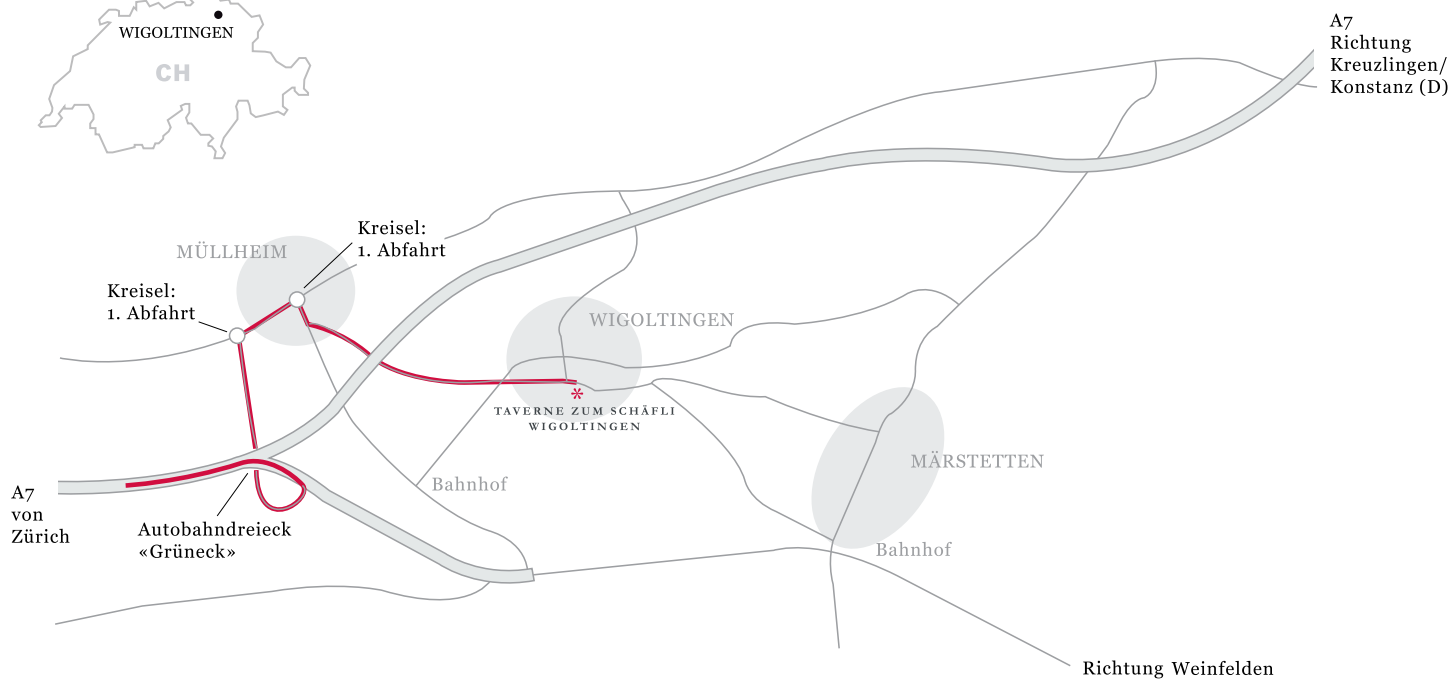 WIGOLTINGEN
CH
A7
Richtung
Kreuzlingen/
Konstanz (D)
Kreisel:
1. Abfahrt
MÜLLHEIM
Kreisel:
1. Abfahrt
WIGOLTINGEN
TAVERNE ZUM SCHÄFLI
WIGOLTINGEN
MÄRSTETTEN
Bahnhof
A7
von
Zürich
Autobahndreieck
«Grüneck»
Bahnhof
Richtung Weinfelden